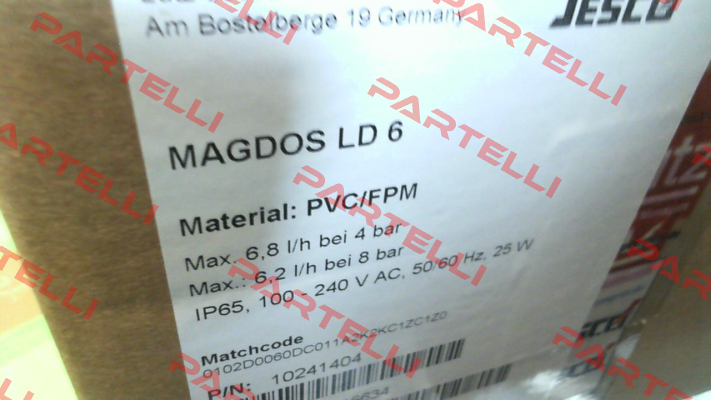 Am Bostelberge 19 Germany
JESCO
MAGDOS LD 6
Material: PVC/FPM
Max. 6,8 l/h bei 4 bar
Max.: 6,2 l/h bei 8 bar
IP65, 100 - 240 V AC, 50/60 Hz, 25 W
Matchcode
0102D0060DC011A2K2KC1ZC1Z0
P/N: 10241404
PARTELLI
PARTELLI
PARTELLI
PARTELLI
PARTELLI
PARTELLI